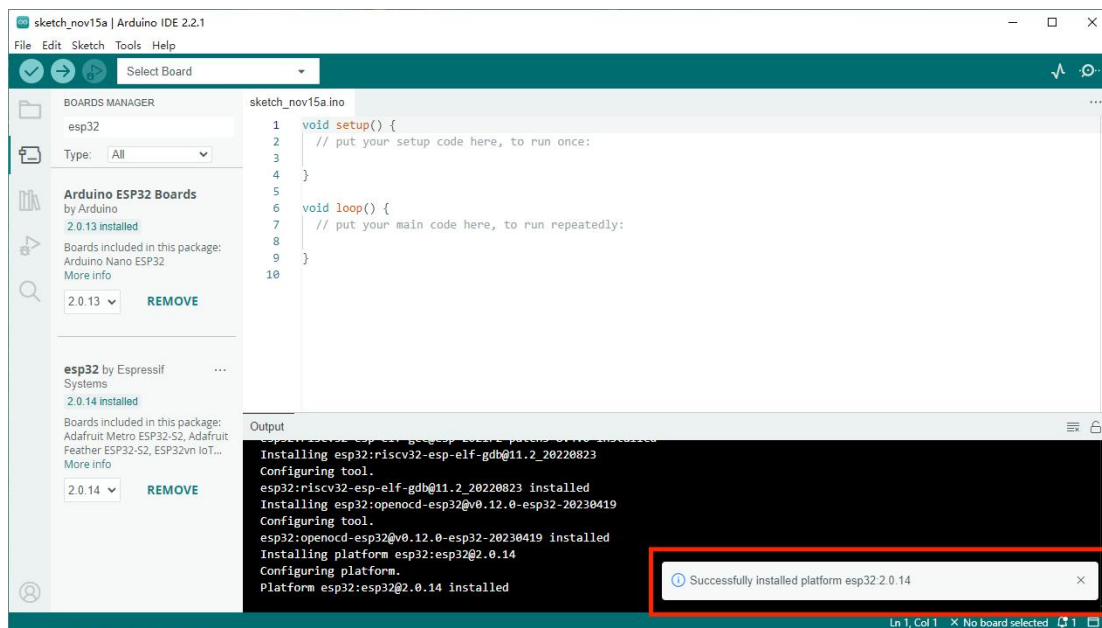 sketch_nov15a | Arduino IDE 2.2.1
File Edit Sketch Tools Help
Select Board
BOARDS MANAGER
esp32
Type: All
Arduino ESP32 Boards
by Arduino
2.0.13 installed
Boards included in this package:
Arduino Nano ESP32
More info
2.0.13 REMOVE
esp32 by Espressif
Systems
2.0.14 installed
Boards included in this package:
Adafruit Metro ESP32-S2, Adafruit
Feather ESP32-S2, ESP32vn IoT...
More info
2.0.14 REMOVE
sketch_nov15a.ino
1 void setup() {
2 // put your setup code here, to run once:
3
4 }
5
6 void loop() {
7 // put your main code here, to run repeatedly:
8
9 }
10
Output
Installing esp32:riscv32-esp-elf-gdb@11.2_20220823
Configuring tool.
esp32:riscv32-esp-elf-gdb@11.2_20220823 installed
Installing esp32:openocd-esp32@v0.12.0-esp32-20230419
Configuring tool.
esp32:openocd-esp32@v0.12.0-esp32-20230419 installed
Installing platform esp32:esp32@2.0.14
Configuring platform.
Platform esp32:esp32@2.0.14 installed
Successfully installed platform esp32:2.0.14
Ln 1, Col 1 × No board selected 1